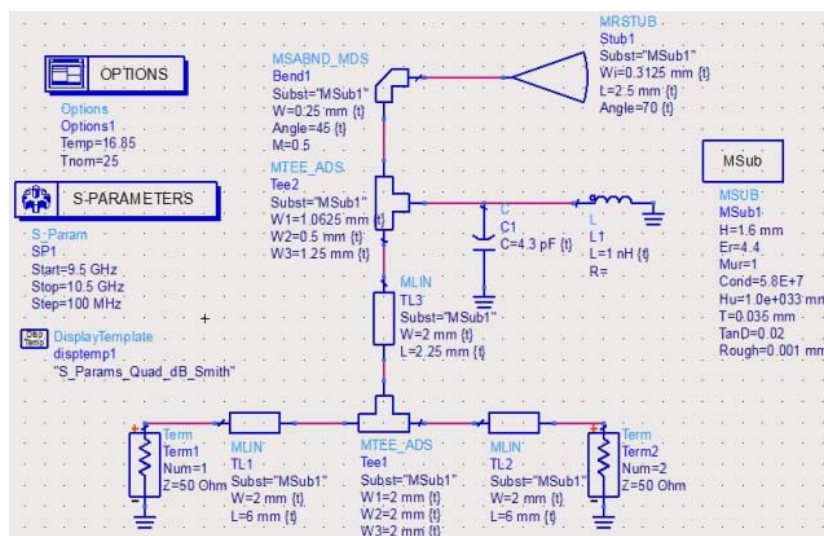 OPTIONS
Options
Options1
Temp=16.85
Tnom=25
S-PARAMETERS
S_Param
SP1
Start=9.5 GHz
Stop=10.5 GHz
Step=100 MHz
Disp
Temp
DisplayTemplate
disptemp1
"S_Params_Quad_dB_Smith"
MSABND_MDS
Bend1
Subst="MSub1"
W=0.25 mm {t}
Angle=45 {t}
M=0.5
MRSTUB
Stub1
Subst="MSub1"
Wi=0.3125 mm {t}
L=2.5 mm {t}
Angle=70 {t}
MTEE_ADS
Tee2
Subst="MSub1"
W1=1.0625 mm {t}
W2=0.5 mm {t}
W3=1.25 mm {t}
C
C1
C=4.3 pF {t}
L
L1
L=1 nH {t}
R=
MSub
MSUB
MSub1
H=1.6 mm
Er=4.4
Mur=1
Cond=5.8E+7
Hu=1.0e+033 mm
T=0.035 mm
TanD=0.02
Rough=0.001 mm
MLIN
TL3
Subst="MSub1"
W=2 mm {t}
L=2.25 mm {t}
Term
Term1
Num=1
Z=50 Ohm
MLIN
TL1
Subst="MSub1"
W=2 mm {t}
L=6 mm {t}
MTEE_ADS
Tee1
Subst="MSub1"
W1=2 mm {t}
W2=2 mm {t}
W3=2 mm {t}
MLIN
TL2
Subst="MSub1"
W=2 mm {t}
L=6 mm {t}
Term
Term2
Num=2
Z=50 Ohm